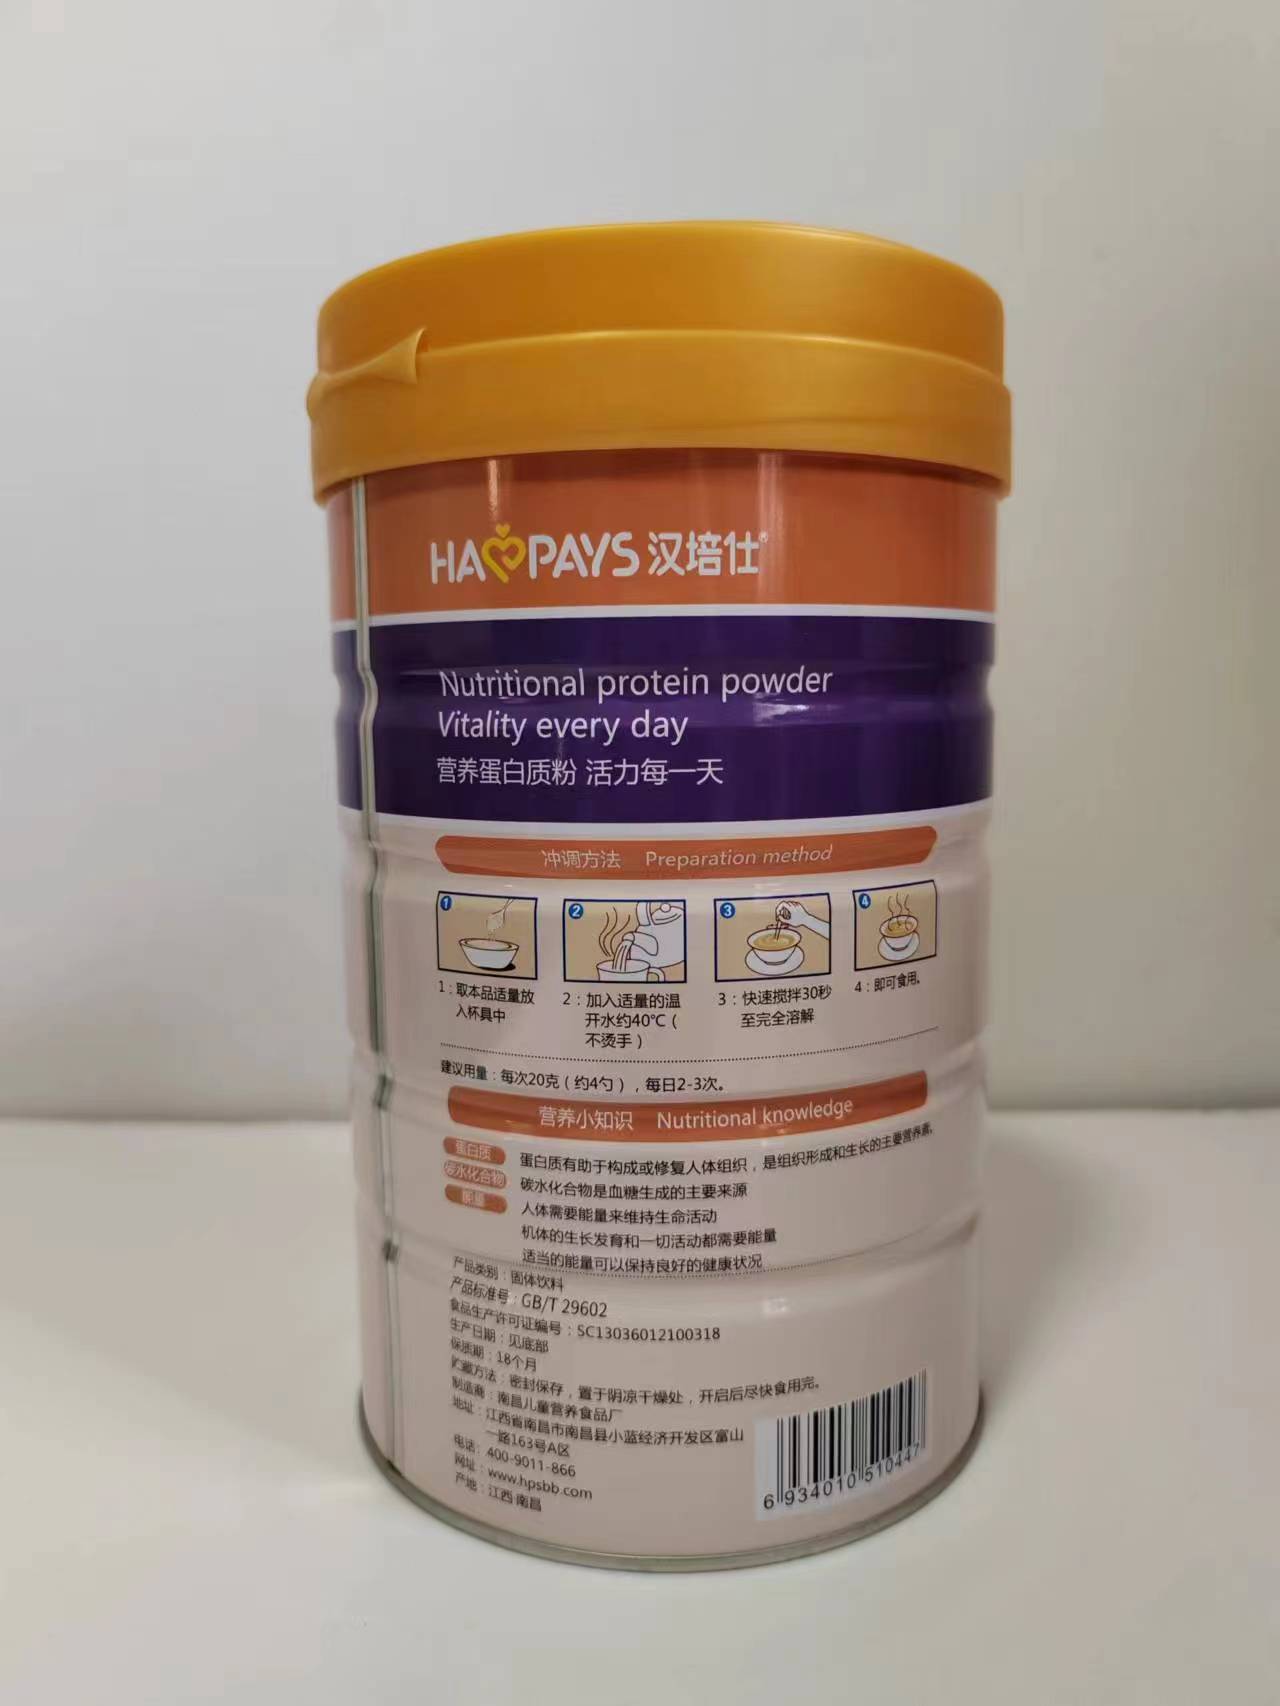 HAPPAYS 汉培仕®
Nutritional protein powder
Vitality every day
营养蛋白质粉 活力每一天
冲调方法 Preparation method
1
2
3
4
1：取本品适量放
入杯具中
2：加入适量的温
开水约40℃（
不烫手）
3：快速搅拌30秒
至完全溶解
4：即可食用。
建议用量：每次20克（约4勺），每日2-3次。
营养小知识 Nutritional knowledge
蛋白质
碳水化合物
能量
蛋白质有助于构成或修复人体组织，是组织形成和生长的主要营养素。
碳水化合物是血糖生成的主要来源
人体需要能量来维持生命活动
机体的生长发育和一切活动都需要能量
适当的能量可以保持良好的健康状况
产品类别：固体饮料
产品标准号：GB/T 29602
食品生产许可证编号：SC13036012100318
生产日期：见底部
保质期：18个月
贮藏方法：密封保存，置于阴凉干燥处，开启后尽快食用完。
制造商：南昌儿童营养食品厂
地址：江西省南昌市南昌县小蓝经济开发区富山
一路163号A区
电话：400-9011-866
网址：www.hpsbb.com
产地：江西 南昌
6 934010 510447